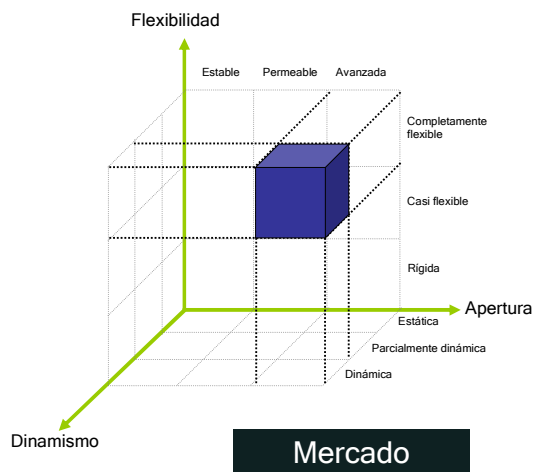 Flexibilidad
Estable Permeable Avanzada
Completamente
flexible
Casi flexible
Rígida
Apertura
Estática
Parcialmente dinámica
Dinámica
Dinamismo
Mercado